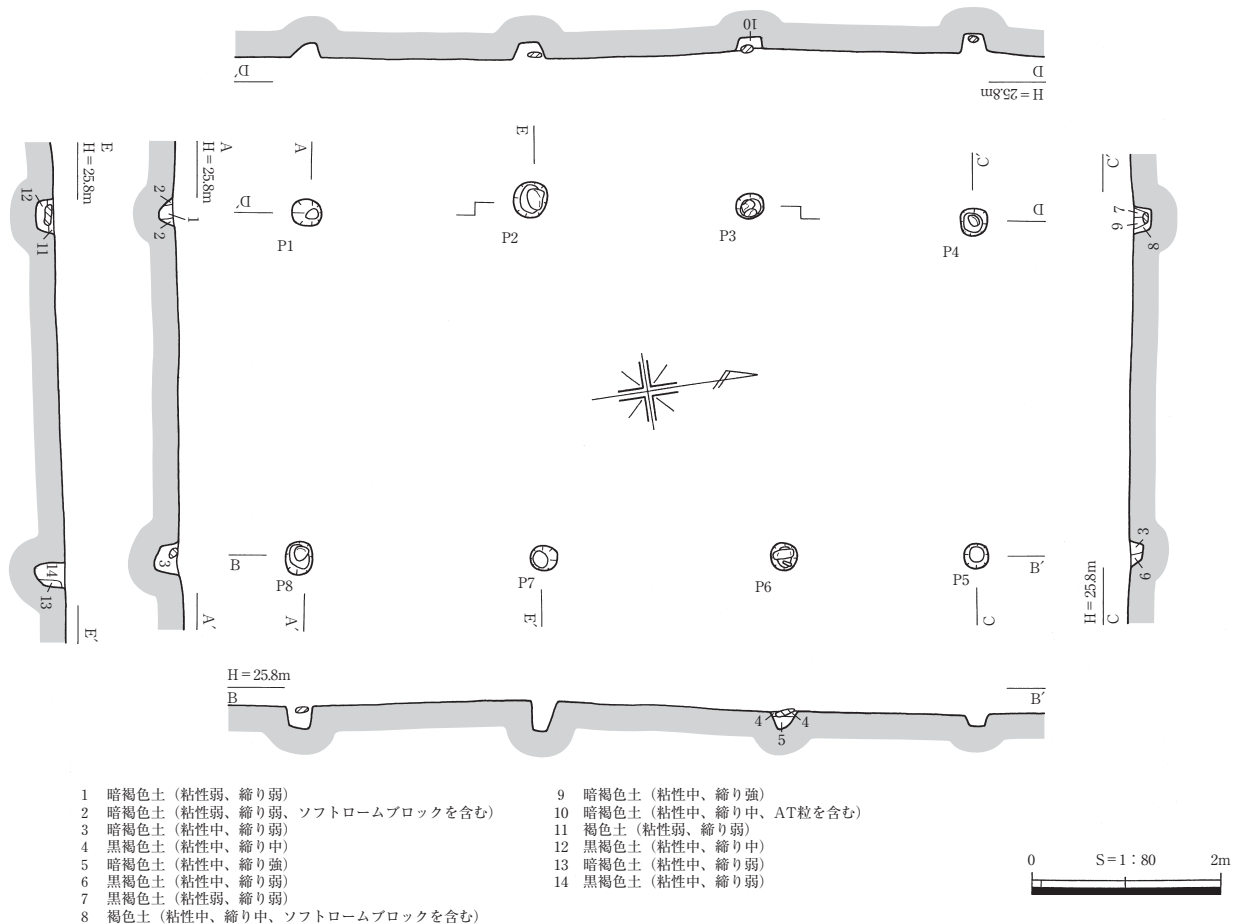 10
D′
D
H＝25.8m
E
H＝25.8m
A
H＝25.8m
A
E
C′
C′
12
11
2
1
2
D′
D
7
9
8
P1
P2
P3
P4
14
13
3
3
6
B
B′
P8
P7
P6
P5
E′
A′
A′
E′
C
H＝25.8m
C
H＝25.8m
B
B′
4
4
5
1 暗褐色土（粘性弱、締り弱）
2 暗褐色土（粘性弱、締り弱、ソフトロームブロックを含む）
3 暗褐色土（粘性中、締り弱）
4 黒褐色土（粘性中、締り中）
5 暗褐色土（粘性中、締り強）
6 黒褐色土（粘性中、締り弱）
7 黒褐色土（粘性弱、締り弱）
8 褐色土（粘性中、締り中、ソフトロームブロックを含む）
9 暗褐色土（粘性中、締り強）
10 暗褐色土（粘性中、締り中、AT粒を含む）
11 褐色土（粘性弱、締り弱）
12 黒褐色土（粘性中、締り中）
13 暗褐色土（粘性中、締り弱）
14 黒褐色土（粘性中、締り弱）
0 S＝1：80 2m